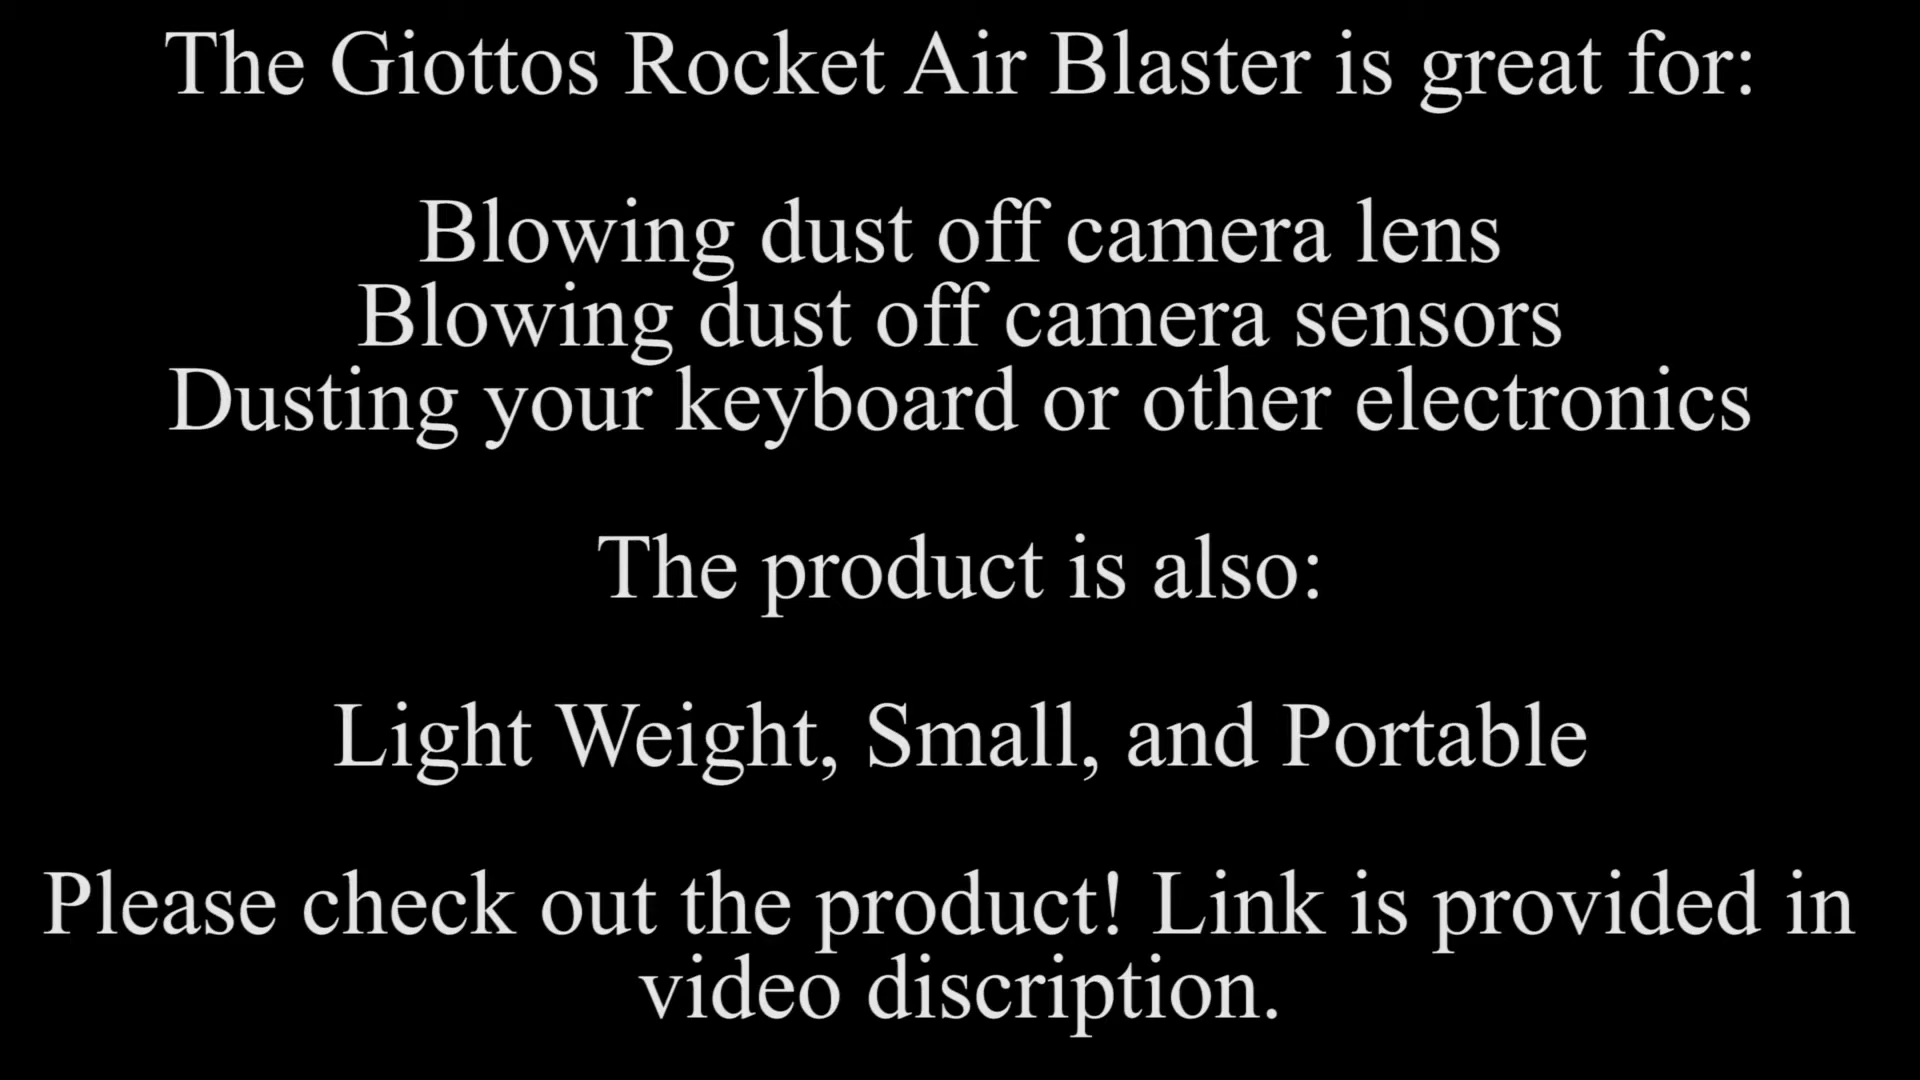 The Giottos Rocket Air Blaster is great for:
Blowing dust off camera lens
Blowing dust off camera sensors
Dusting your keyboard or other electronics
The product is also:
Light Weight, Small, and Portable
Please check out the product! Link is provided in
video discription.